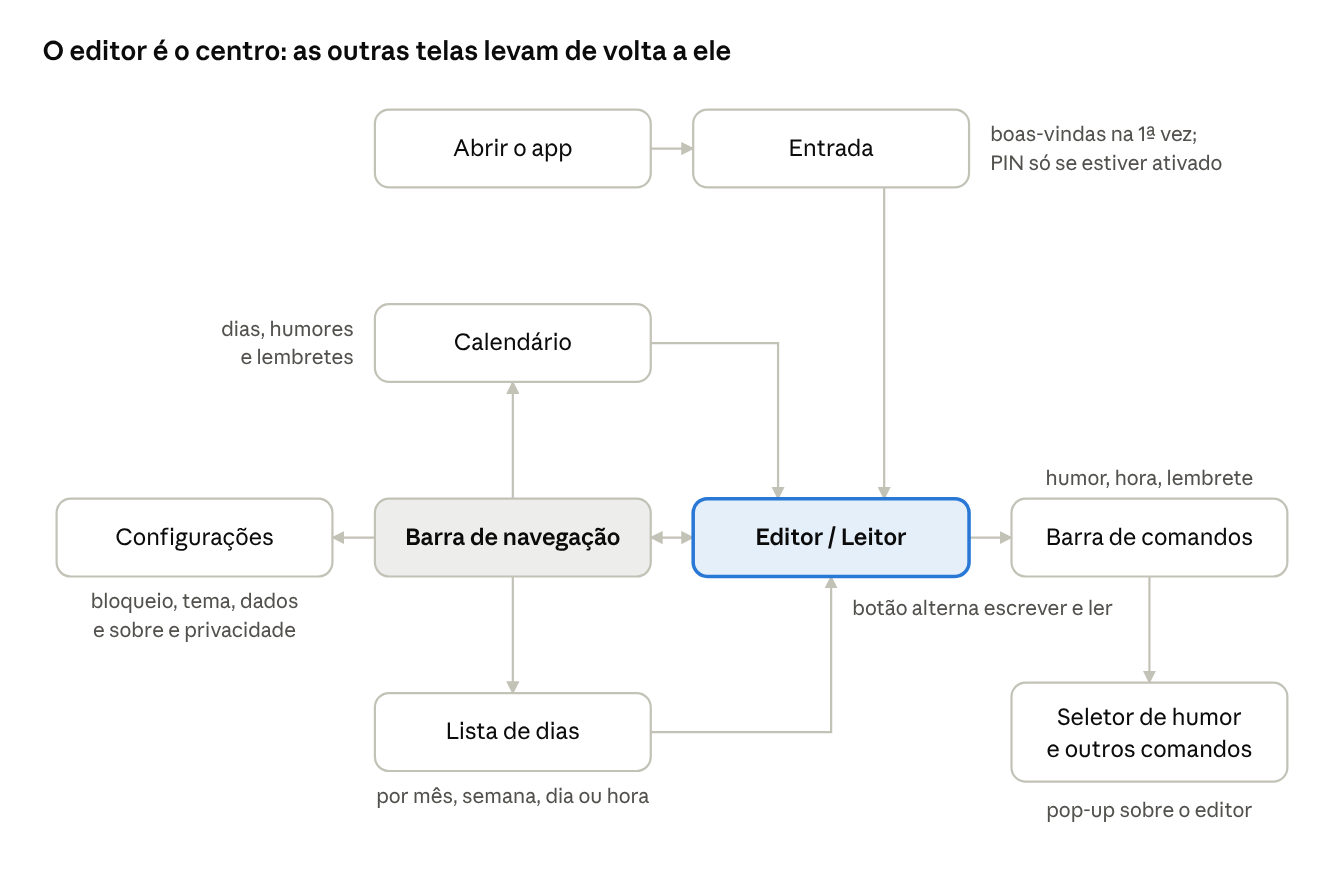 O editor é o centro: as outras telas levam de volta a ele
Abrir o app
Entrada
boas-vindas na 1ª vez;
PIN só se estiver ativado
dias, humores
e lembretes
Calendário
humor, hora, lembrete
Configurações
Barra de navegação
Editor / Leitor
Barra de comandos
bloqueio, tema, dados
e sobre e privacidade
botão alterna escrever e ler
Lista de dias
Seletor de humor
e outros comandos
por mês, semana, dia ou hora
pop-up sobre o editor